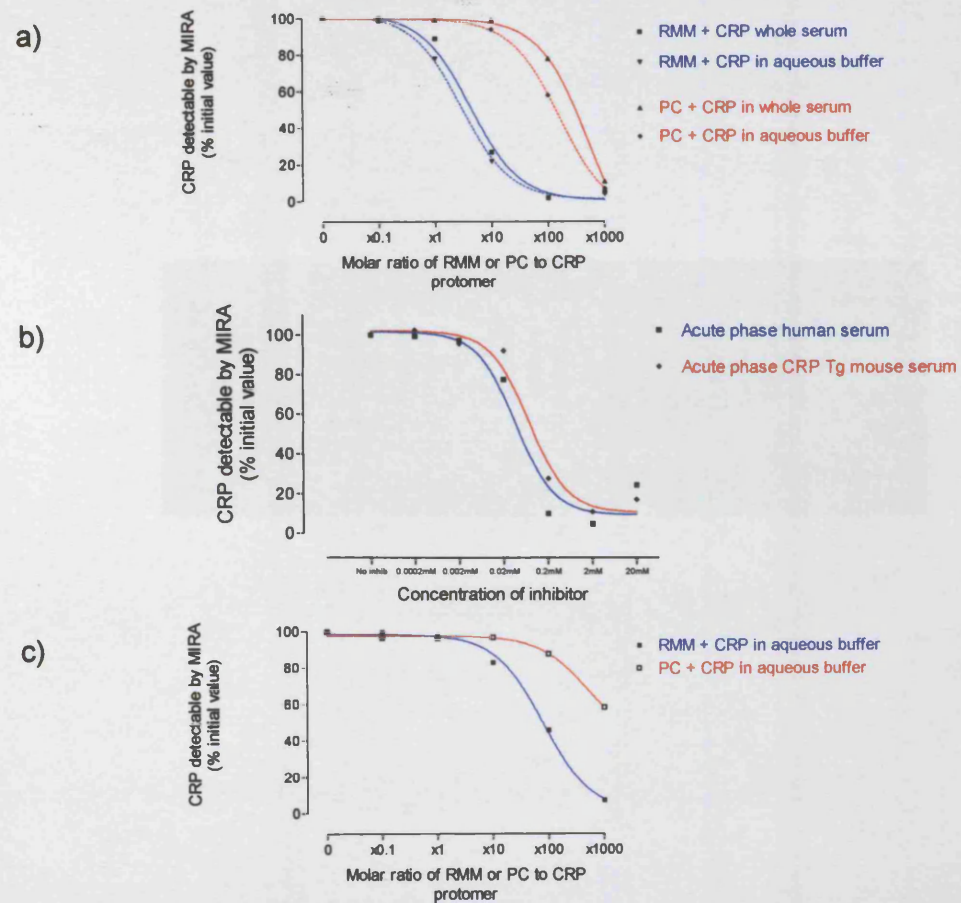 a)
CRP detectable by MIRA
(% initial value)
100
80
60
40
20
0
0
x0.1
x1
x10
x100
x1000
Molar ratio of RMM or PC to CRP
protomer
RMM + CRP whole serum
RMM + CRP in aqueous buffer
PC + CRP in whole serum
PC + CRP in aqueous buffer
b)
CRP detectable by MIRA
(% initial value)
100
80
60
40
20
0
No inhib
0.0002mM
0.002mM
0.02mM
0.2mM
2mM
20mM
Concentration of inhibitor
Acute phase human serum
Acute phase CRP Tg mouse serum
c)
CRP detectable by MIRA
(% initial value)
100
80
60
40
20
0
0
x0.1
x1
x10
x100
x1000
Molar ratio of RMM or PC to CRP
protomer
RMM + CRP in aqueous buffer
PC + CRP in aqueous buffer